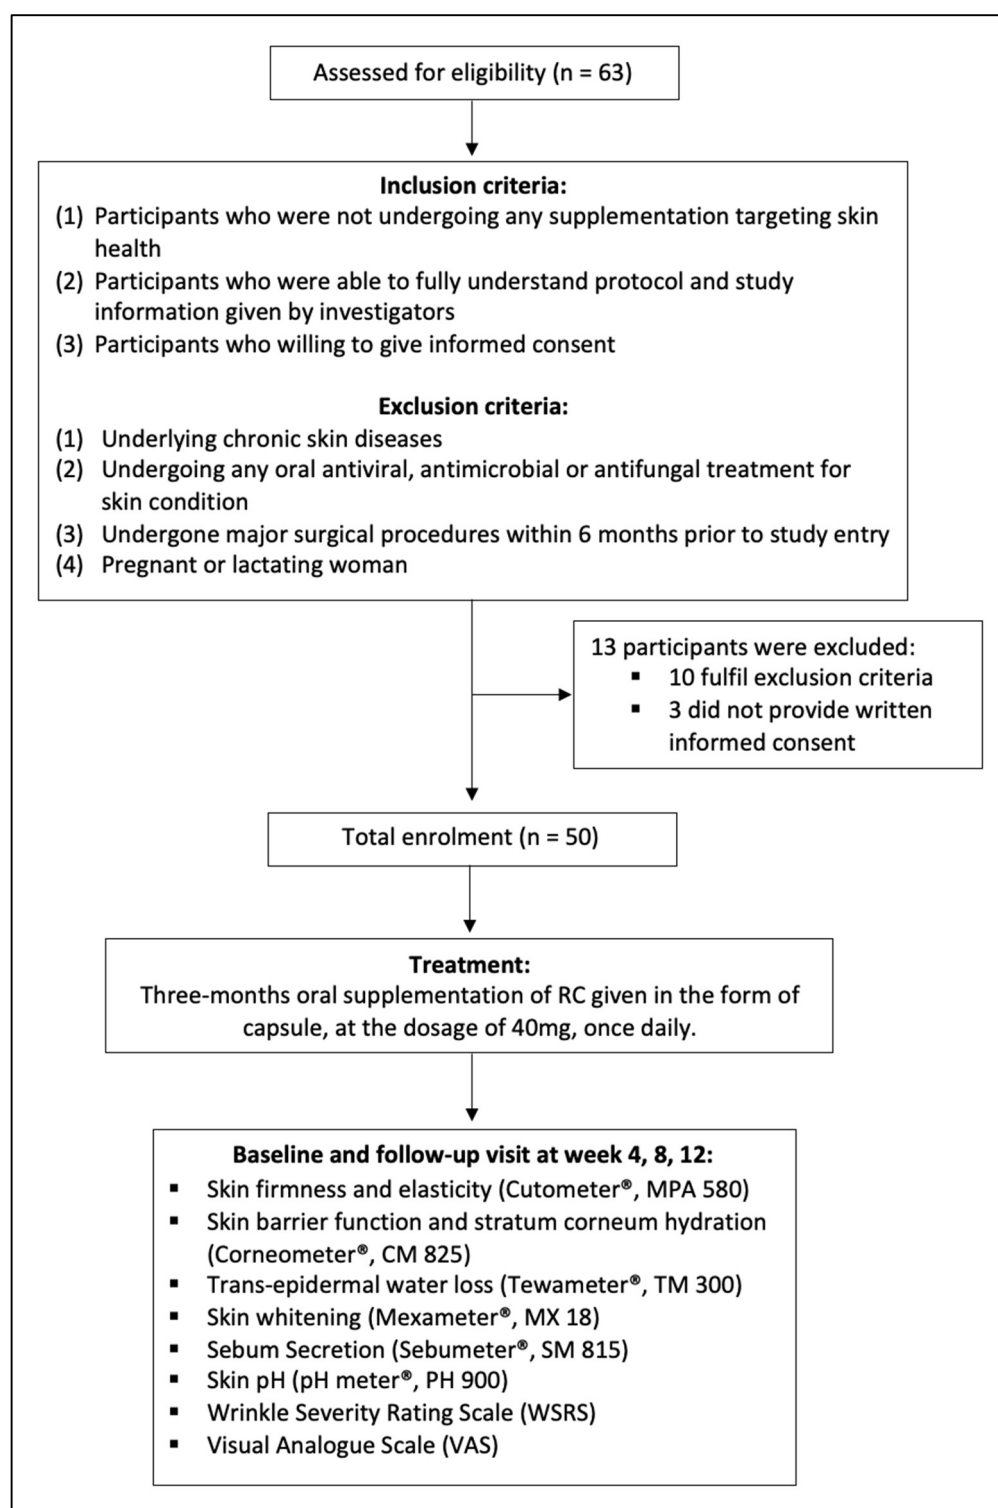 Assessed for eligibility (n = 63)
Inclusion criteria:
(1) Participants who were not undergoing any supplementation targeting skin
health
(2) Participants who were able to fully understand protocol and study
information given by investigators
(3) Participants who willing to give informed consent
Exclusion criteria:
(1) Underlying chronic skin diseases
(2) Undergoing any oral antiviral, antimicrobial or antifungal treatment for
skin condition
(3) Undergone major surgical procedures within 6 months prior to study entry
(4) Pregnant or lactating woman
13 participants were excluded:
▪ 10 fulfil exclusion criteria
▪ 3 did not provide written
informed consent
Total enrolment (n = 50)
Treatment:
Three-months oral supplementation of RC given in the form of
capsule, at the dosage of 40mg, once daily.
Baseline and follow-up visit at week 4, 8, 12:
▪ Skin firmness and elasticity (Cutometer®, MPA 580)
▪ Skin barrier function and stratum corneum hydration
(Corneometer®, CM 825)
▪ Trans-epidermal water loss (Tewameter®, TM 300)
▪ Skin whitening (Mexameter®, MX 18)
▪ Sebum Secretion (Sebumeter®, SM 815)
▪ Skin pH (pH meter®, PH 900)
▪ Wrinkle Severity Rating Scale (WSRS)
▪ Visual Analogue Scale (VAS)